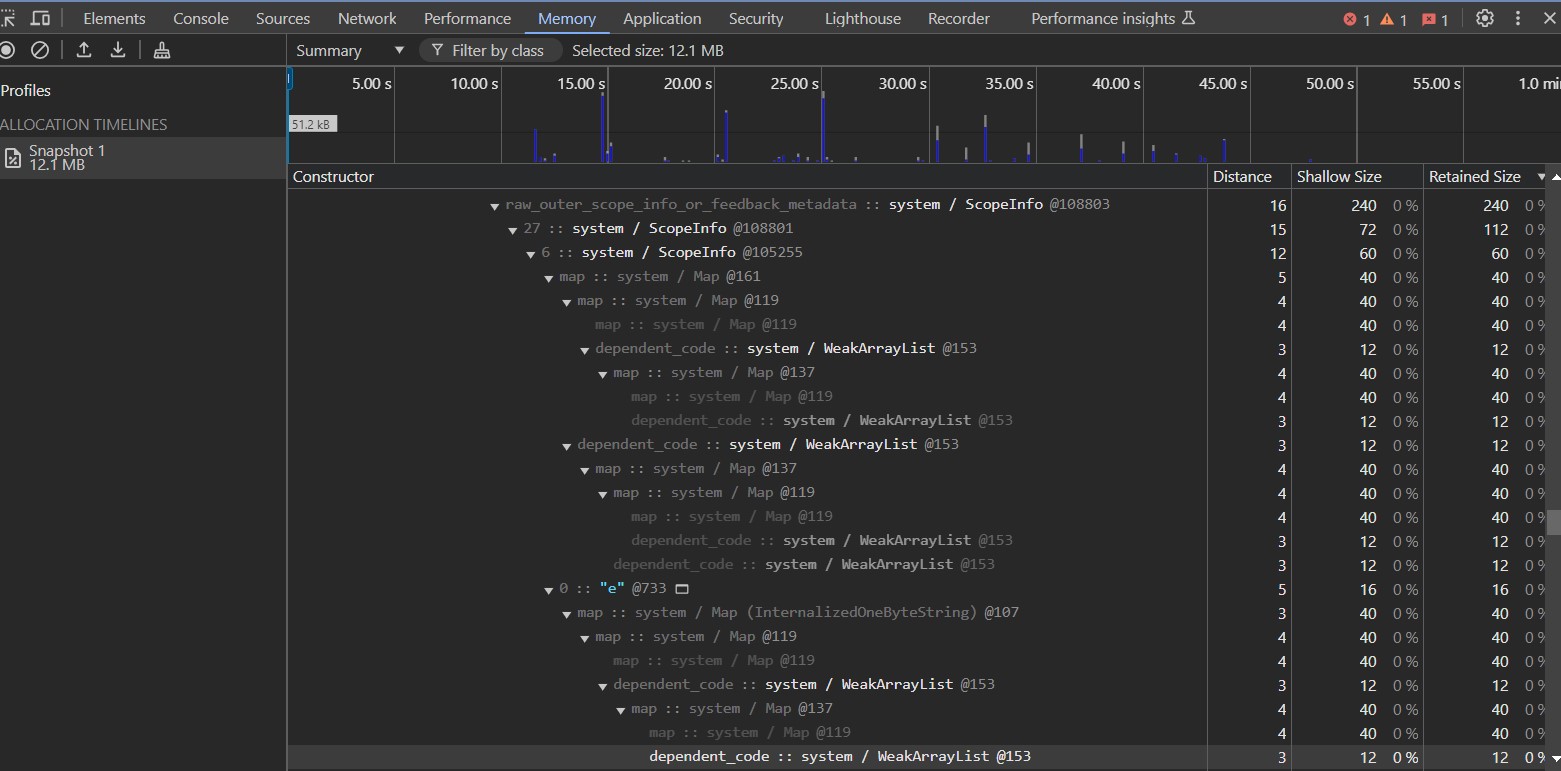 Elements Console Sources Network Performance Memory Application Security Lighthouse Recorder Performance insights 1 1 1
Summary ▼ Filter by class Selected size: 12.1 MB
Profiles
ALLOCATION TIMELINES
Snapshot 1
12.1 MB
5.00 s 10.00 s 15.00 s 20.00 s 25.00 s 30.00 s 35.00 s 40.00 s 45.00 s 50.00 s 55.00 s 1.0 mi
51.2 kB
Constructor Distance Shallow Size Retained Size ▼
▼ raw_outer_scope_info_or_feedback_metadata :: system / ScopeInfo @108803 16 240 0 % 240 0 %
▼ 27 :: system / ScopeInfo @108801 15 72 0 % 112 0 %
▼ 6 :: system / ScopeInfo @105255 12 60 0 % 60 0 %
▼ map :: system / Map @161 5 40 0 % 40 0 %
▼ map :: system / Map @119 4 40 0 % 40 0 %
map :: system / Map @119 4 40 0 % 40 0 %
▼ dependent_code :: system / WeakArrayList @153 3 12 0 % 12 0 %
▼ map :: system / Map @137 4 40 0 % 40 0 %
map :: system / Map @119 4 40 0 % 40 0 %
dependent_code :: system / WeakArrayList @153 3 12 0 % 12 0 %
▼ dependent_code :: system / WeakArrayList @153 3 12 0 % 12 0 %
▼ map :: system / Map @137 4 40 0 % 40 0 %
▼ map :: system / Map @119 4 40 0 % 40 0 %
map :: system / Map @119 4 40 0 % 40 0 %
dependent_code :: system / WeakArrayList @153 3 12 0 % 12 0 %
dependent_code :: system / WeakArrayList @153 3 12 0 % 12 0 %
▼ 0 :: "e" @733 5 16 0 % 16 0 %
▼ map :: system / Map (InternalizedOneByteString) @107 3 40 0 % 40 0 %
▼ map :: system / Map @119 4 40 0 % 40 0 %
map :: system / Map @119 4 40 0 % 40 0 %
▼ dependent_code :: system / WeakArrayList @153 3 12 0 % 12 0 %
▼ map :: system / Map @137 4 40 0 % 40 0 %
map :: system / Map @119 4 40 0 % 40 0 %
dependent_code :: system / WeakArrayList @153 3 12 0 % 12 0 %